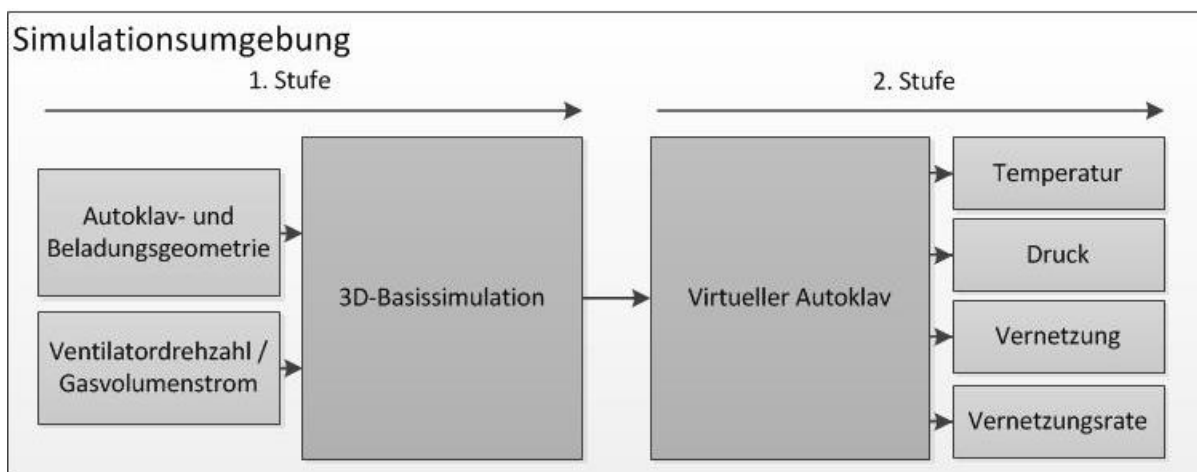 Simulationsumgebung
1. Stufe
2. Stufe
Autoklav- und
Beladungsgeometrie
Ventilatordrehzahl /
Gasvolumenstrom
3D-Basissimulation
Virtueller Autoklav
Temperatur
Druck
Vernetzung
Vernetzungsrate